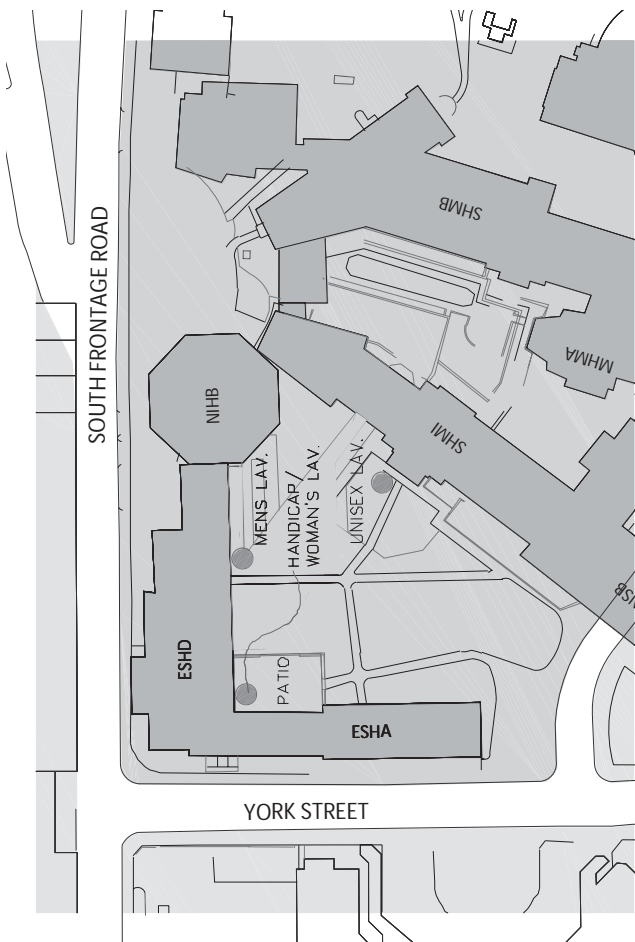 SHMB
SOUTH FRONTAGE ROAD
MHMA
NIHB
SHMI
MENS LAV.
HANDICAP /
WOMAN'S LAV.
UNISEX LAV.
ESHD
PATIO
ESHA
YORK STREET